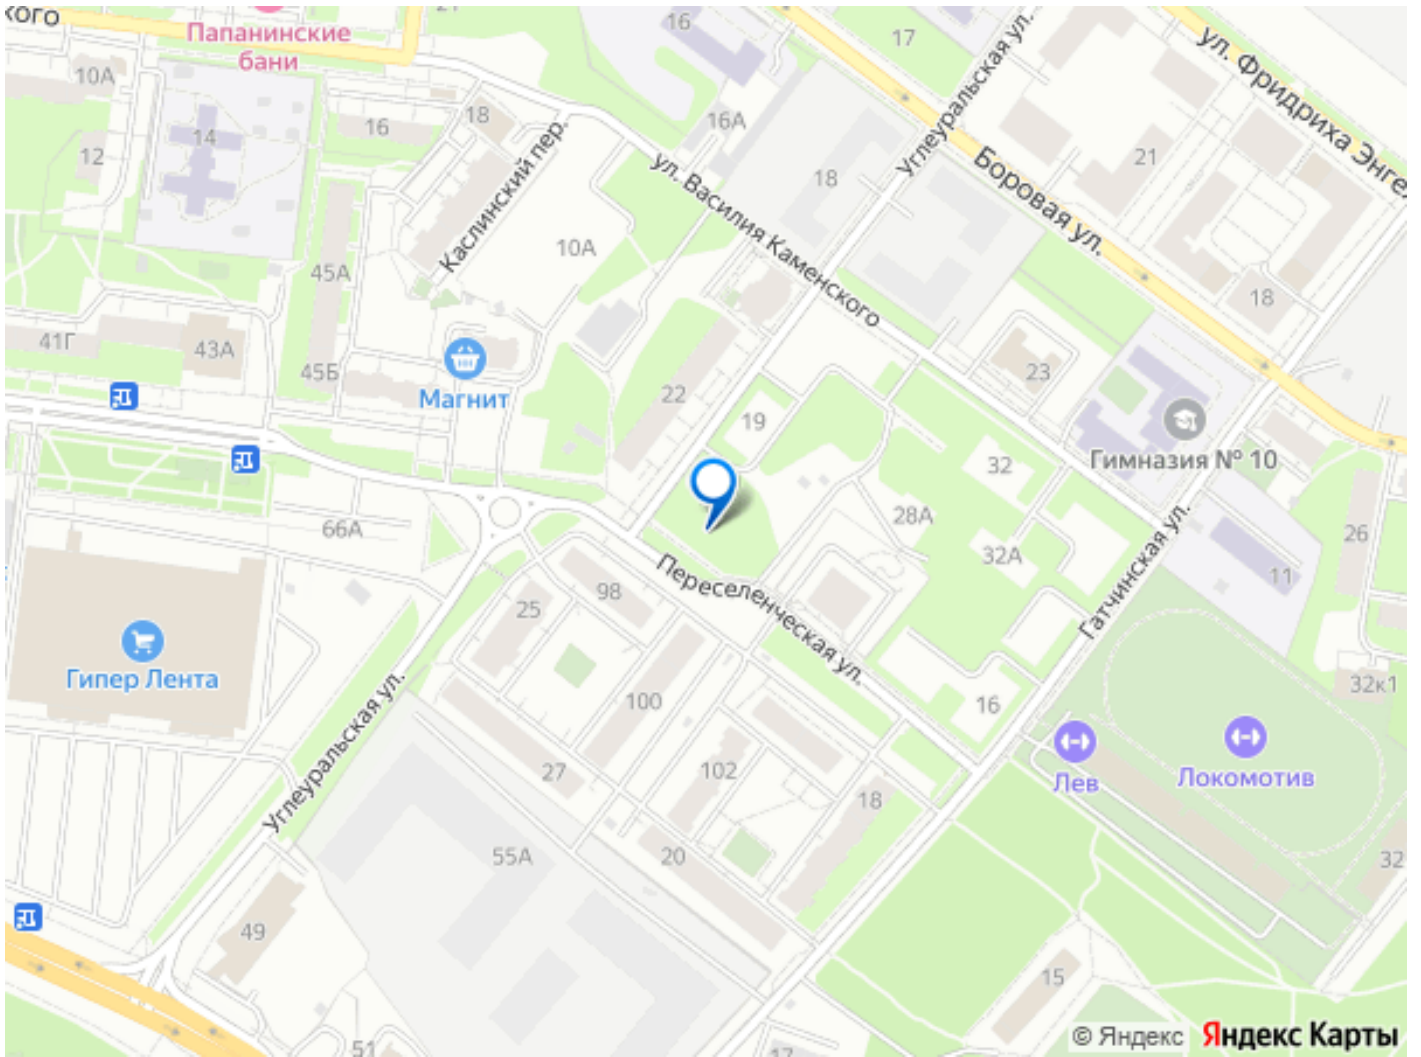 кого
Папанинские
бани
21
16
17
Углеуральская ул.
ул. Фридриха Энгел
10А
14
16
18
Каслинский пер.
16А
12
18
21
Боровая ул.
ул. Василия Каменского
10А
45А
18
41Г
43А
45Б
Магнит
22
19
23
Гимназия № 10
32
66А
28А
32А
26
Гатчинская ул.
11
Переселенческая ул.
98
25
Гипер Лента
100
16
32к1
Углеуральская ул.
27
102
18
Лев
Локомотив
55А
20
32
49
15
51
17
© Яндекс Яндекс Карты